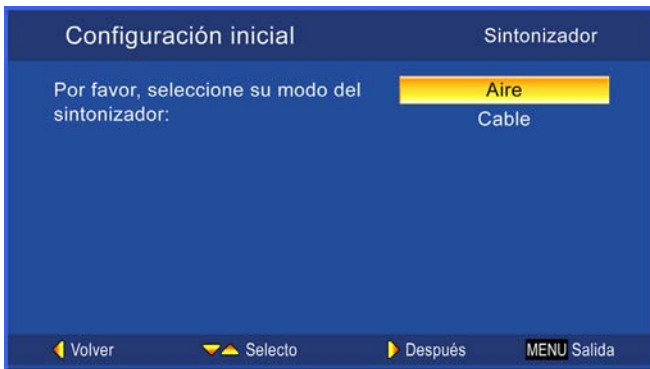 Configuración inicial
Sintonizador
Por favor, seleccione su modo del
sintonizador:
Aire
Cable
Volver
Selecto
Después
MENU Salida